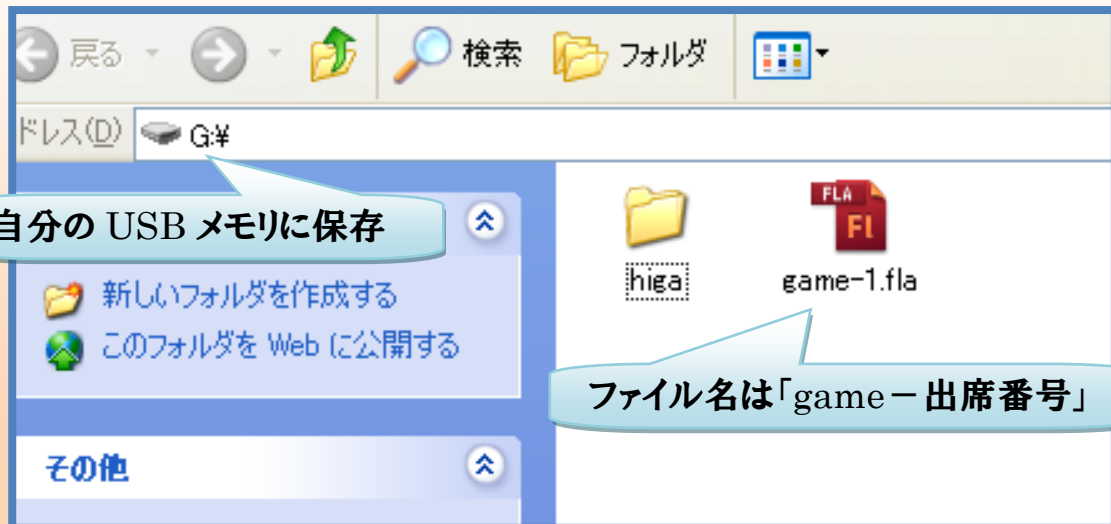 戻る 検索 フォルダ
ドレス(D) G:¥
自分の USB メモリに保存
FLA
Fl
higa game-1.fla
新しいフォルダを作成する
このフォルダを Web に公開する
ファイル名は「game－出席番号」
その他